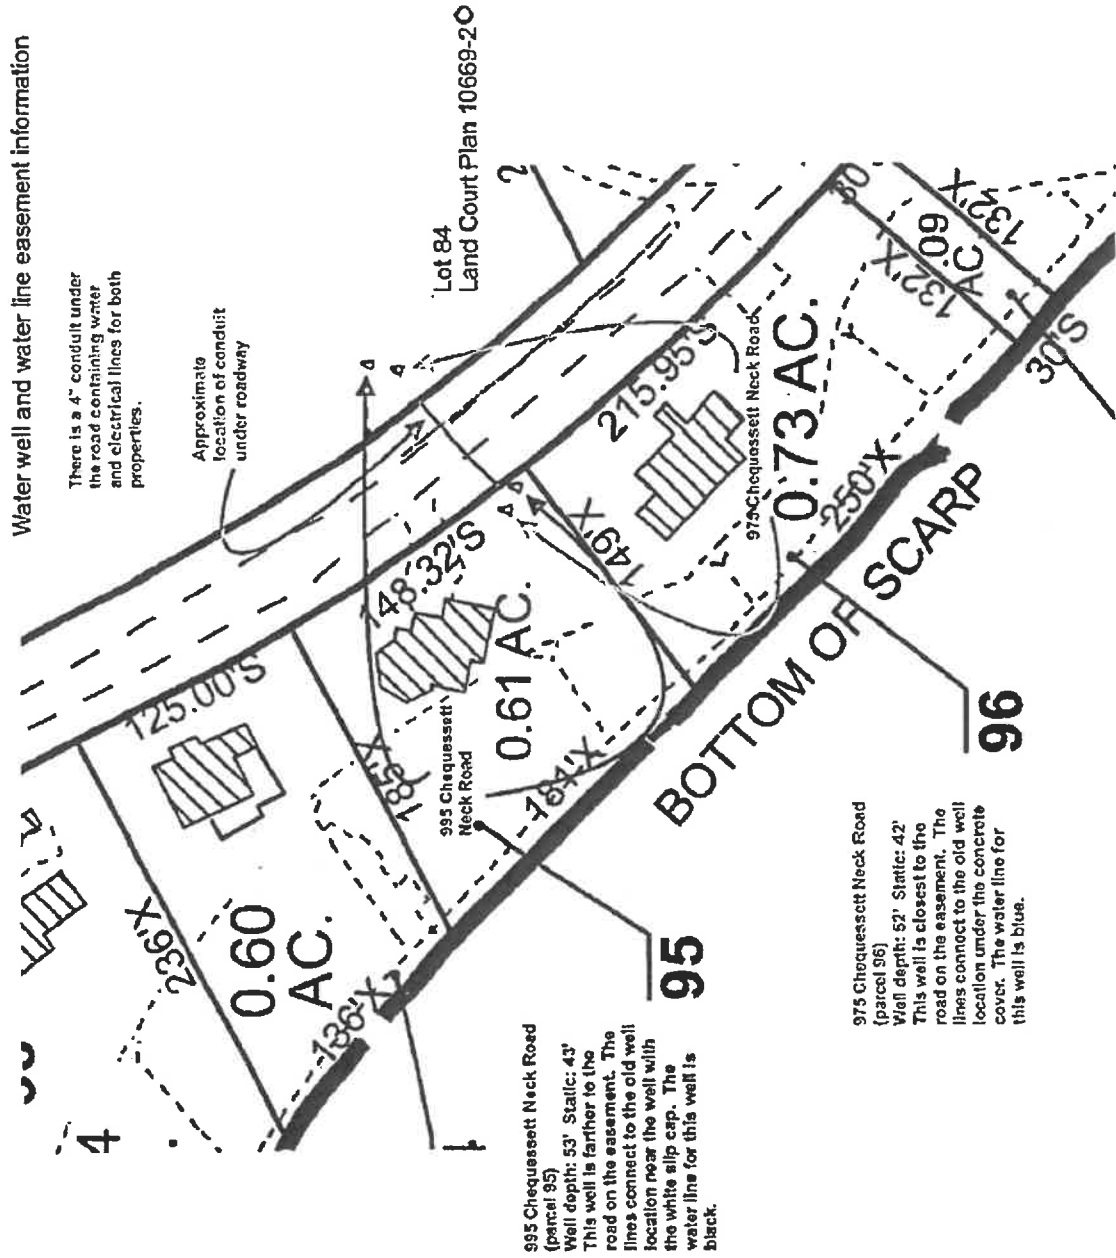 Water well and water line easement information
There is a 4" conduit under
the road containing water
and electrical lines for both
properties.
Approximate
location of conduit
under roadway
Lot 84
Land Court Plan 10669-2O
4
236'X
0.60
AC.
136'X
125.00'S
185'X
148.32'S
995 Chequessett
Neck Road
0.61 AC.
184'X
149'X
215.95'S
975 Chequessett Neck Road
0.73 AC.
250'X
30
132'X
.09
AC
132'X
30'S
2
BOTTOM OF SCARP
95
96
995 Chequessett Neck Road
(parcel 95)
Well depth: 53' Static: 43'
This well is farther to the
road on the easement. The
lines connect to the old well
location near the well with
the white slip cap. The
water line for this well is
black.
975 Chequessett Neck Road
(parcel 96)
Well depth: 52' Static: 42'
This well is closest to the
road on the easement. The
lines connect to the old well
location under the concrete
cover. The water line for
this well is blue.